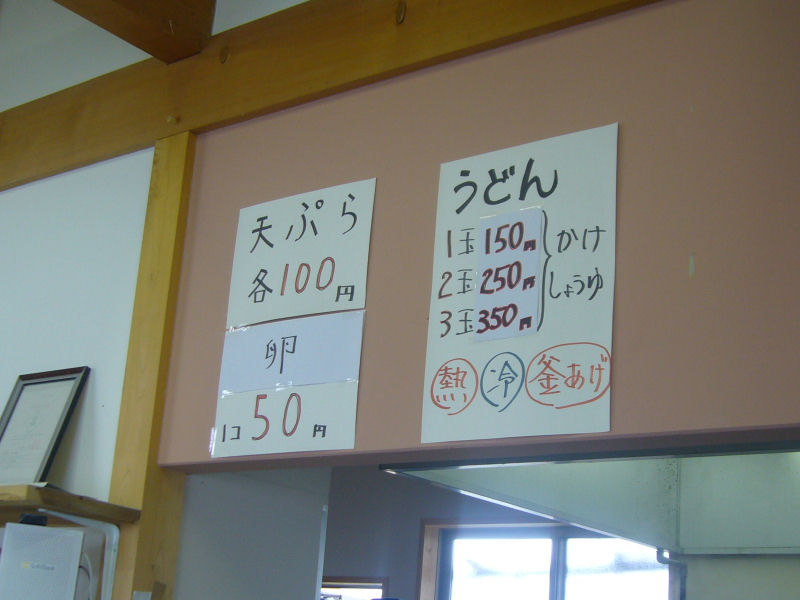 天ぷら
各100円
卵
1コ50円
うどん
1玉150円
2玉250円
3玉350円
かけ
しょうゆ
熱 冷 釜あげ